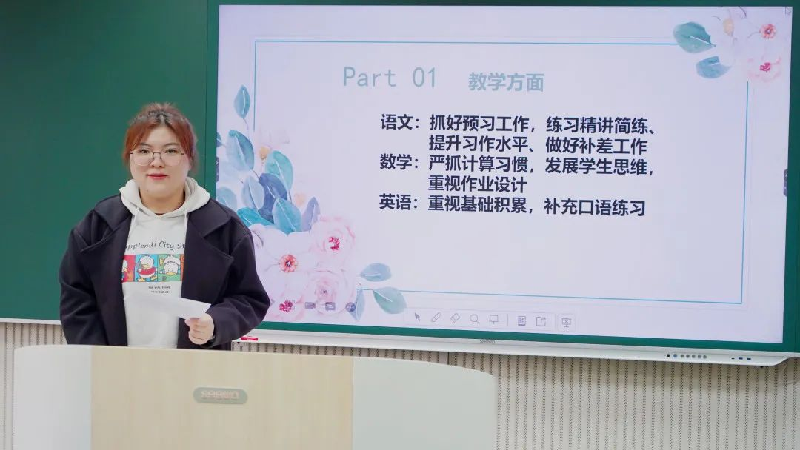 Part 01 教学方面
语文：抓好预习工作，练习精讲简练、
提升习作水平、做好补差工作
数学：严抓计算习惯，发展学生思维，
重视作业设计
英语：重视基础积累，补充口语练习